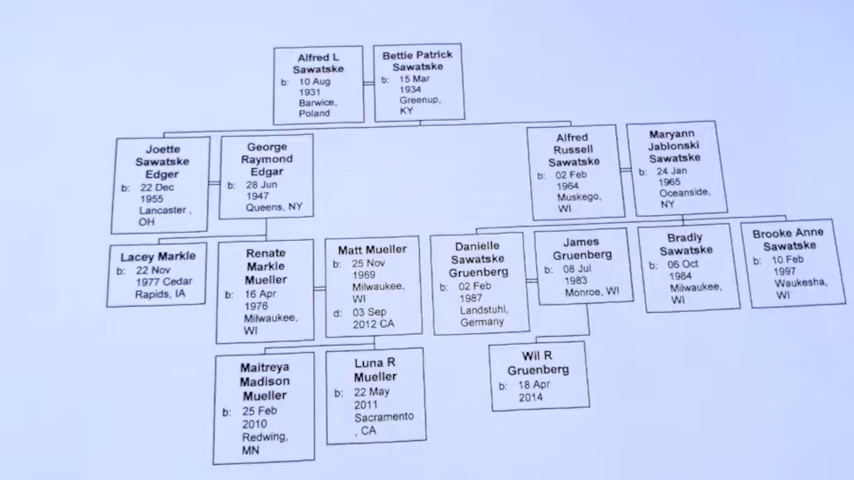 Alfred L
Sawatske
b: 10 Aug
1931
Barwice,
Poland
Bettie Patrick
Sawatske
b: 15 Mar
1934
Greenup,
KY
Joette
Sawatske
Edger
b: 22 Dec
1955
Lancaster ,
OH
George
Raymond
Edgar
b: 28 Jun
1947
Queens, NY
Alfred
Russell
Sawatske
b: 02 Feb
1964
Muskego,
WI
Maryann
Jablonski
Sawatske
b: 24 Jan
1965
Oceanside,
NY
Lacey Markle
b: 22 Nov
1977 Cedar
Rapids, IA
Renate
Markle
Mueller
b: 16 Apr
1976
Milwaukee,
WI
Matt Mueller
b: 25 Nov
1969
Milwaukee,
WI
d: 03 Sep
2012 CA
Danielle
Sawatske
Gruenberg
b: 02 Feb
1987
Landstuhl,
Germany
James
Gruenberg
b: 08 Jul
1983
Monroe, WI
Bradly
Sawatske
b: 06 Oct
1984
Milwaukee,
WI
Brooke Anne
Sawatske
b: 10 Feb
1997
Waukesha,
WI
Maitreya
Madison
Mueller
b: 25 Feb
2010
Redwing,
MN
Luna R
Mueller
b: 22 May
2011
Sacramento
, CA
Wil R
Gruenberg
b: 18 Apr
2014